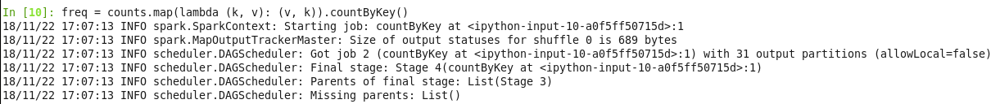 In [10]: freq = counts.map(lambda (k, v): (v, k)).countByKey()
18/11/22 17:07:13 INFO spark.SparkContext: Starting job: countByKey at <ipython-input-10-a0f5ff50715d>:1
18/11/22 17:07:13 INFO spark.MapOutputTrackerMaster: Size of output statuses for shuffle 0 is 689 bytes
18/11/22 17:07:13 INFO scheduler.DAGScheduler: Got job 2 (countByKey at <ipython-input-10-a0f5ff50715d>:1) with 31 output partitions (allowLocal=false)
18/11/22 17:07:13 INFO scheduler.DAGScheduler: Final stage: Stage 4(countByKey at <ipython-input-10-a0f5ff50715d>:1)
18/11/22 17:07:13 INFO scheduler.DAGScheduler: Parents of final stage: List(Stage 3)
18/11/22 17:07:13 INFO scheduler.DAGScheduler: Missing parents: List()